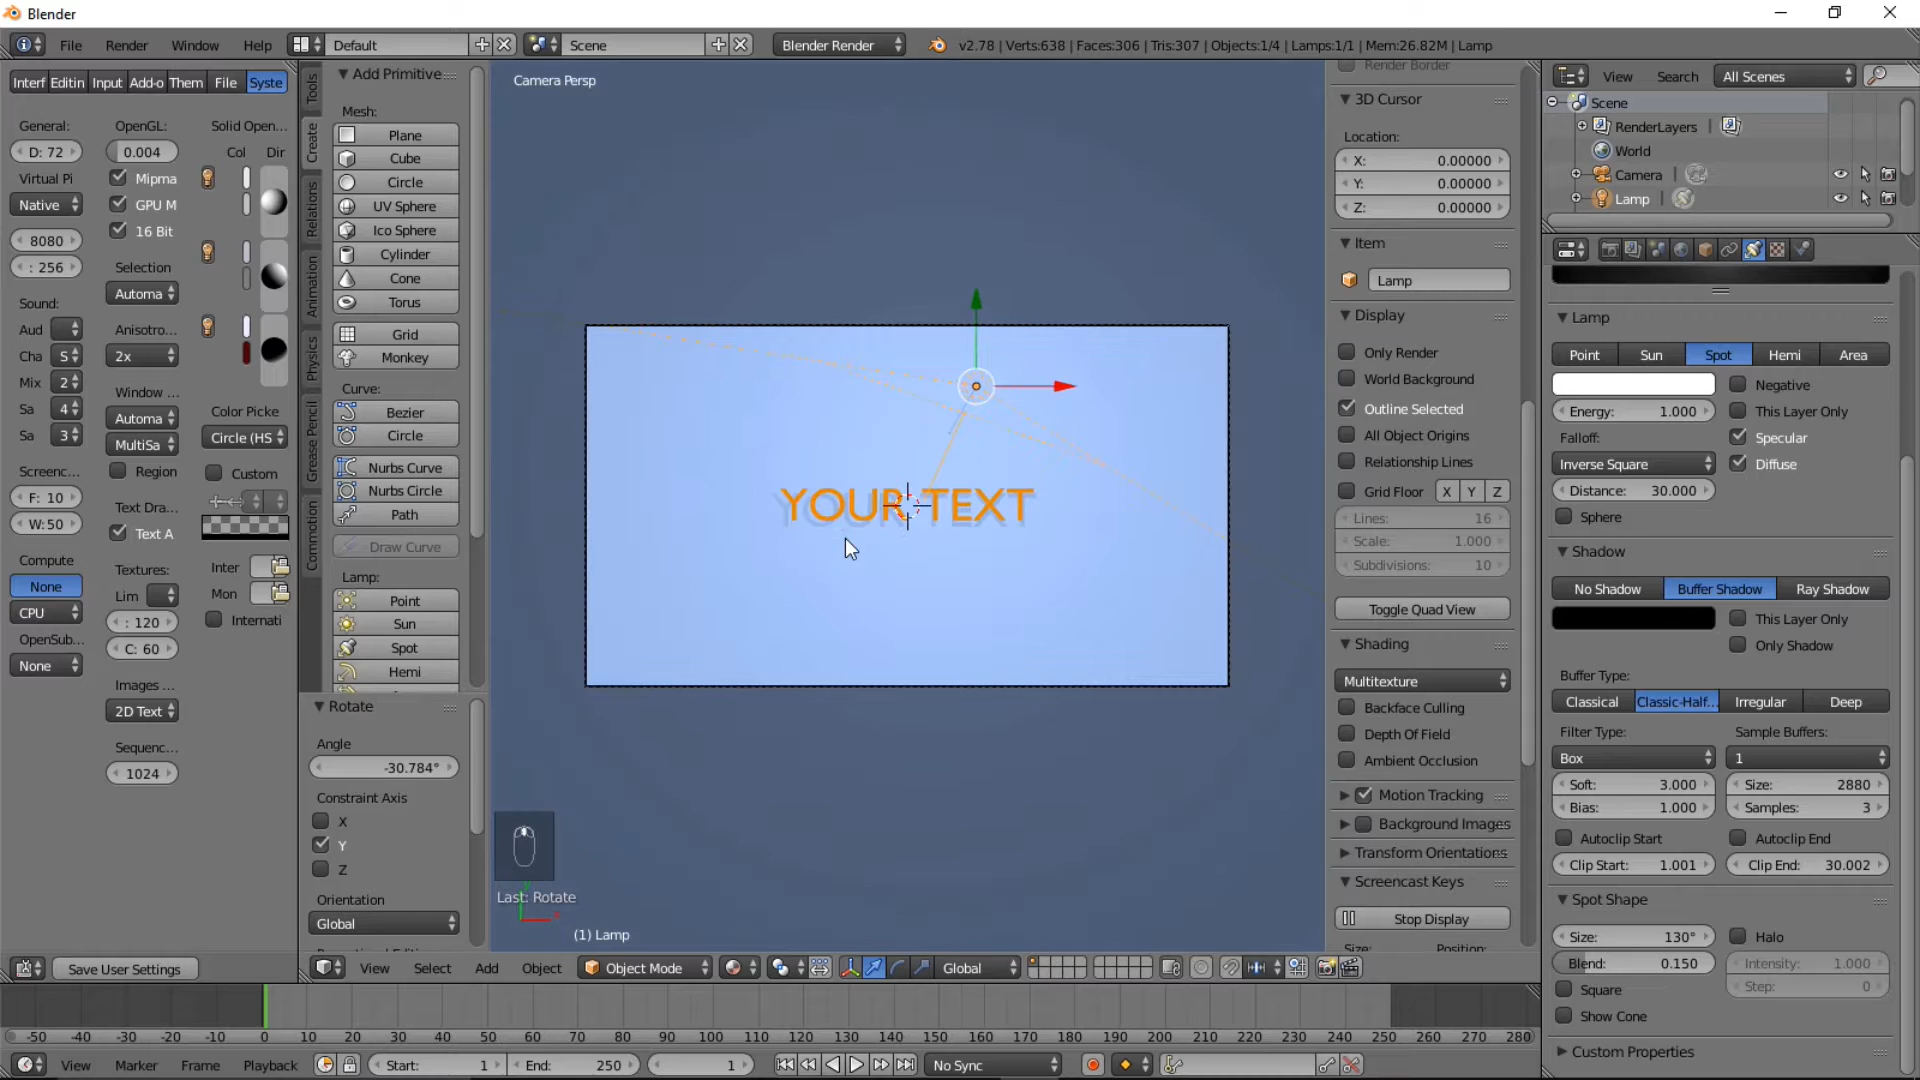 Blender
File Render Window Help Default Scene Blender Render v2.78 | Verts:638 | Faces:306 | Tris:307 | Objects:1/4 | Lamps:1/1 | Mem:26.82M | Lamp
Interf Editin Input Add-o Them File Syste
General: OpenGL: Solid Open...
D: 72 0.004 Col Dir
Virtual Pi Mipma
Native GPU M
16 Bit
8080
: 256 Selection
Automa
Sound:
Aud Anisotro...
Cha S 2x
Mix 2 Window ...
Sa 4 Automa Color Picke
Sa 3 MultiSa Circle (HS
Screenc... Region Custom
F: 10 Text Dra...
W: 50 Text A
Compute Textures: Inter
None Lim Mon
CPU : 120 Internati
OpenSub... C: 60
None Images ...
2D Text
Sequenc...
1024
Save User Settings
Tools
Create
Relations
Animation
Physics
Grease Pencil
Commotion
Add Primitive
Mesh:
Plane
Cube
Circle
UV Sphere
Ico Sphere
Cylinder
Cone
Torus
Grid
Monkey
Curve:
Bezier
Circle
Nurbs Curve
Nurbs Circle
Path
Draw Curve
Lamp:
Point
Sun
Spot
Hemi
Rotate
Angle
-30.784°
Constraint Axis
X
Y
Z
Orientation
Global
Camera Persp
YOUR TEXT
Last: Rotate
(1) Lamp
View Select Add Object Object Mode Global
Render Border
3D Cursor
Location:
X: 0.00000
Y: 0.00000
Z: 0.00000
Item
Lamp
Display
Only Render
World Background
Outline Selected
All Object Origins
Relationship Lines
Grid Floor X Y Z
Lines: 16
Scale: 1.000
Subdivisions: 10
Toggle Quad View
Shading
Multitexture
Backface Culling
Depth Of Field
Ambient Occlusion
Motion Tracking
Background Images
Transform Orientations
Screencast Keys
Stop Display
Size: Position:
View Search All Scenes
Scene
RenderLayers
World
Camera
Lamp
Lamp
Point Sun Spot Hemi Area
Negative
Energy: 1.000 This Layer Only
Falloff: Specular
Inverse Square Diffuse
Distance: 30.000
Sphere
Shadow
No Shadow Buffer Shadow Ray Shadow
This Layer Only
Only Shadow
Buffer Type:
Classical Classic-Half... Irregular Deep
Filter Type: Sample Buffers:
Box 1
Soft: 3.000 Size: 2880
Bias: 1.000 Samples: 3
Autoclip Start Autoclip End
Clip Start: 1.001 Clip End: 30.002
Spot Shape
Size: 130° Halo
Blend: 0.150 Intensity: 1.000
Square Step: 0
Show Cone
Custom Properties
-50 -40 -30 -20 -10 0 10 20 30 40 50 60 70 80 90 100 110 120 130 140 150 160 170 180 190 200 210 220 230 240 250 260 270 280
View Marker Frame Playback Start: 1 End: 250 1 No Sync